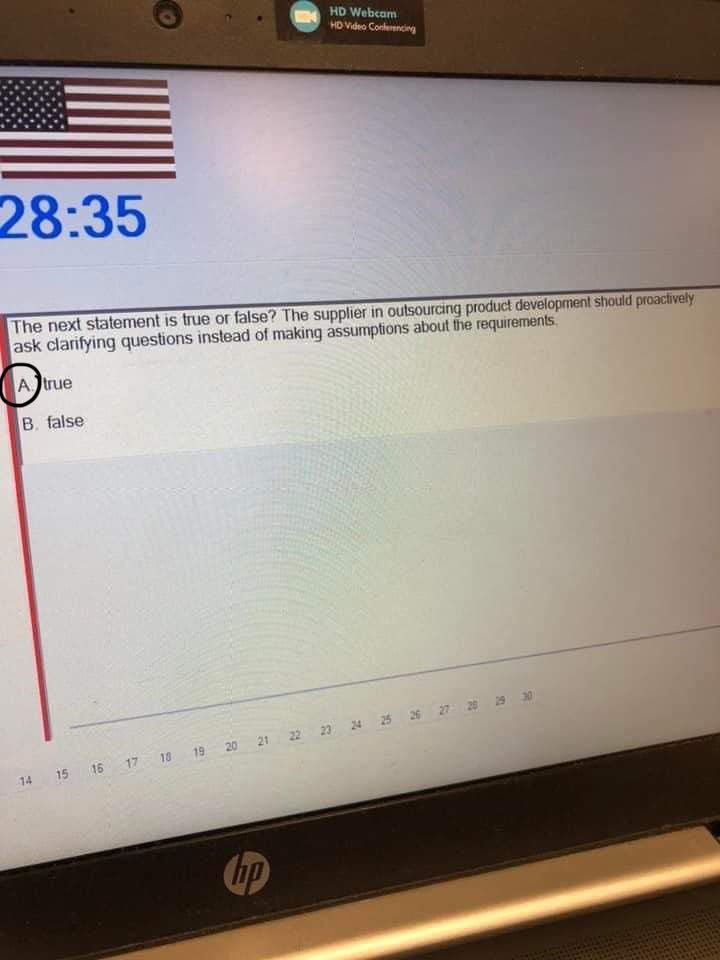 HD Webcam
HD Video Conferencing
28:35
The next statement is true or false? The supplier in outsourcing product development should proactively
ask clarifying questions instead of making assumptions about the requirements.
A. true
B. false
14 15 16 17 18 19 20 21 22 23 24 25 26 27 28 29 30
hp